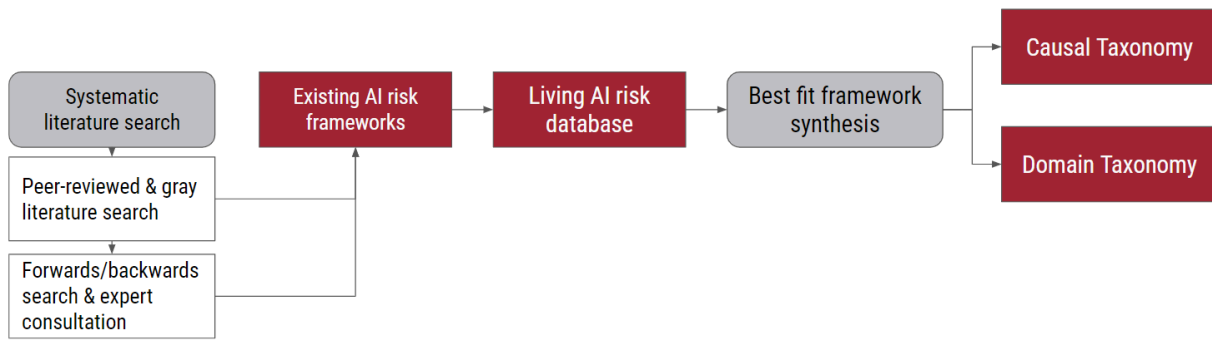 Systematic
literature search
Peer-reviewed & gray
literature search
Forwards/backwards
search & expert
consultation
Existing AI risk
frameworks
Living AI risk
database
Best fit framework
synthesis
Causal Taxonomy
Domain Taxonomy